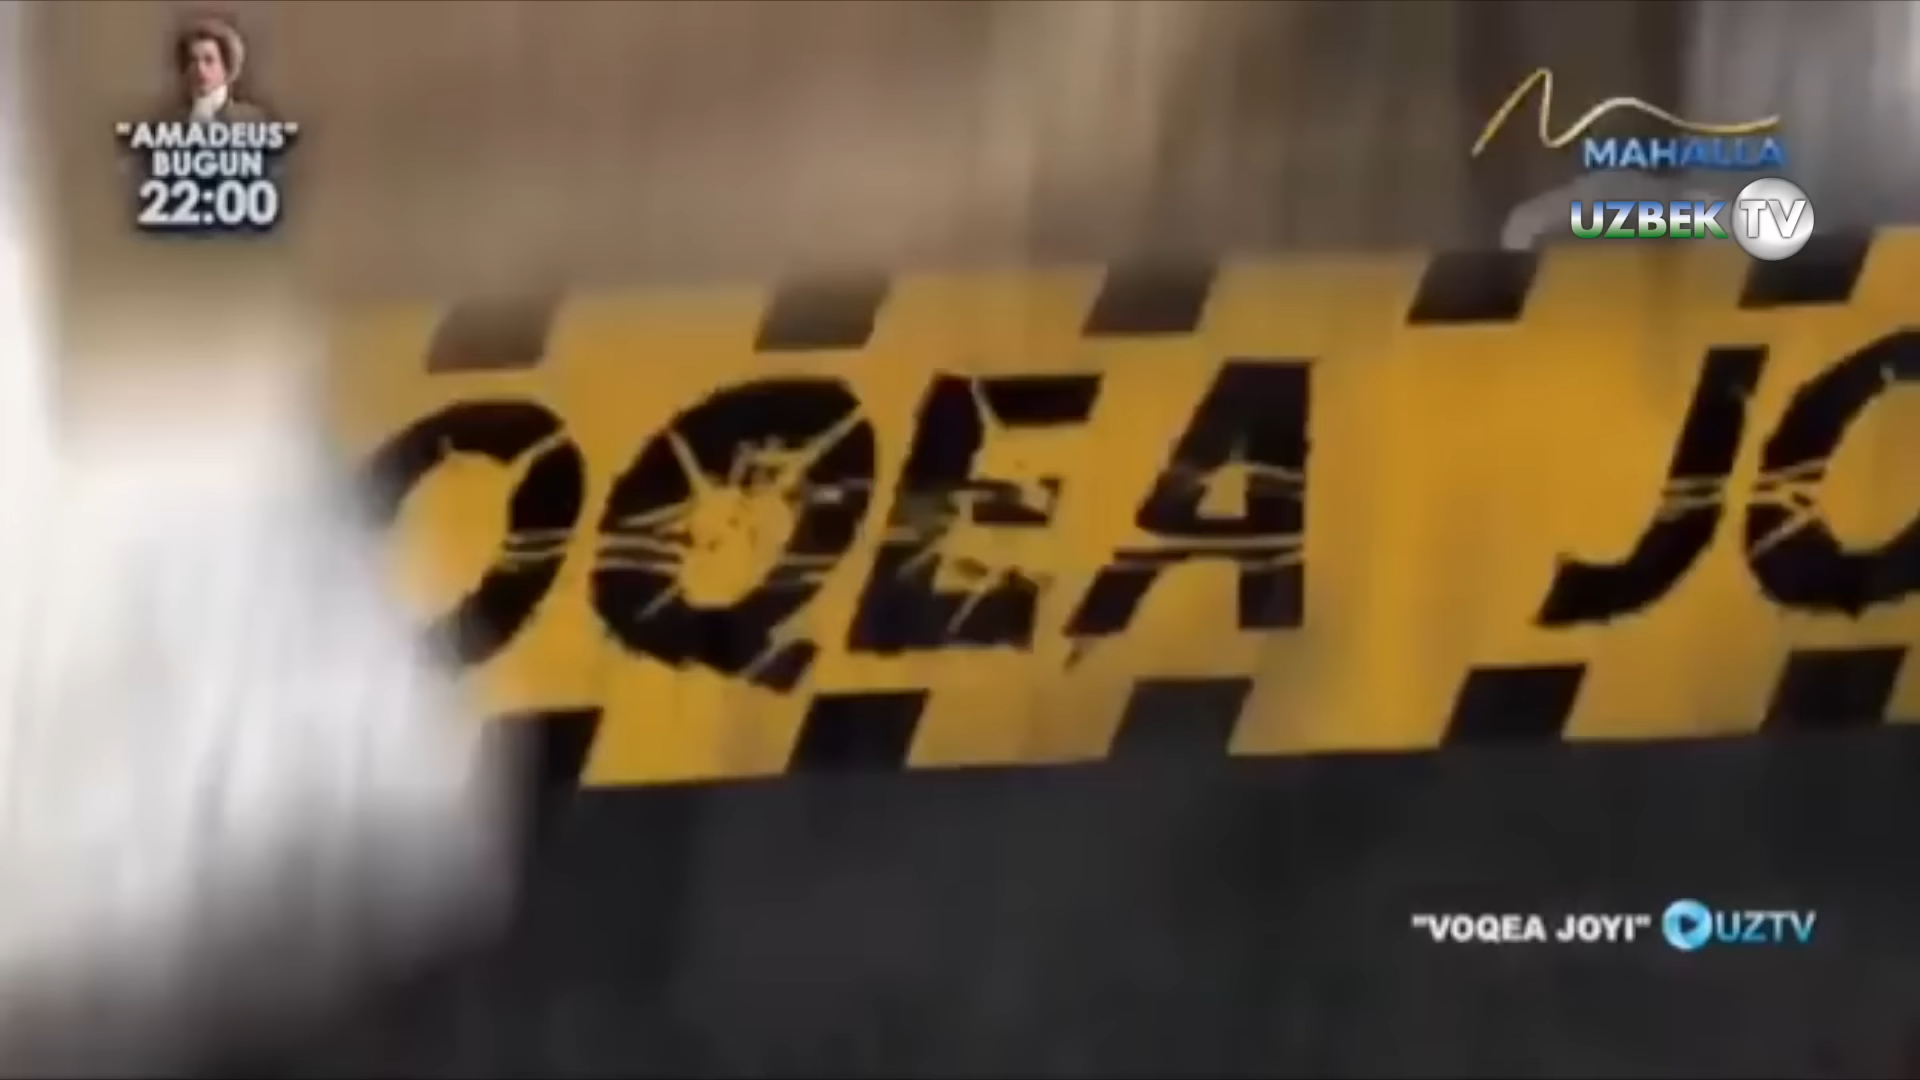 "AMADEUS"
BUGUN
22:00
MAHALLA
UZBEK TV
OQEA JO
"VOQEA JOYI" UZTV